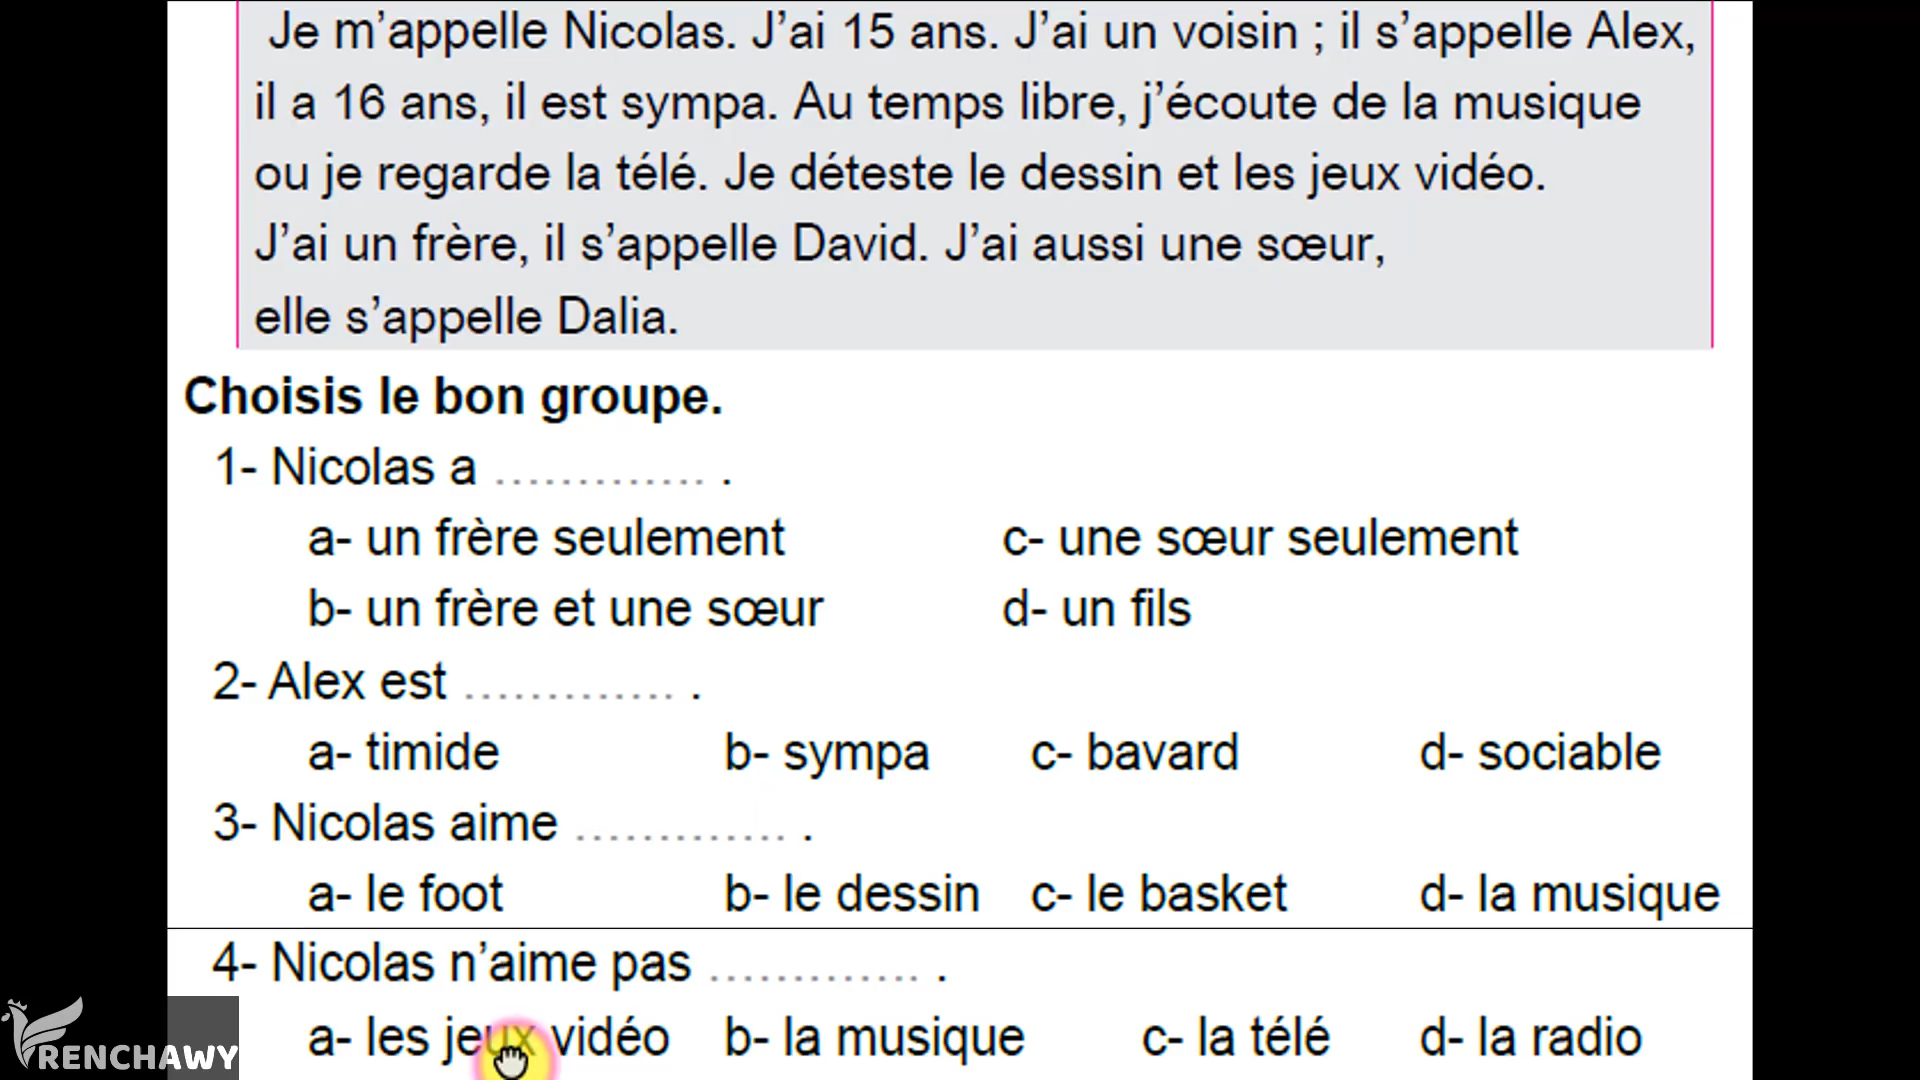 Je m’appelle Nicolas. J’ai 15 ans. J’ai un voisin ; il s’appelle Alex,
il a 16 ans, il est sympa. Au temps libre, j’écoute de la musique
ou je regarde la télé. Je déteste le dessin et les jeux vidéo.
J’ai un frère, il s’appelle David. J’ai aussi une sœur,
elle s’appelle Dalia.
Choisis le bon groupe.
1- Nicolas a ............. .
a- un frère seulement c- une sœur seulement
b- un frère et une sœur d- un fils
2- Alex est ............. .
a- timide b- sympa c- bavard d- sociable
3- Nicolas aime ............. .
a- le foot b- le dessin c- le basket d- la musique
4- Nicolas n’aime pas ............. .
a- les jeux vidéo b- la musique c- la télé d- la radio
RENCHAWY